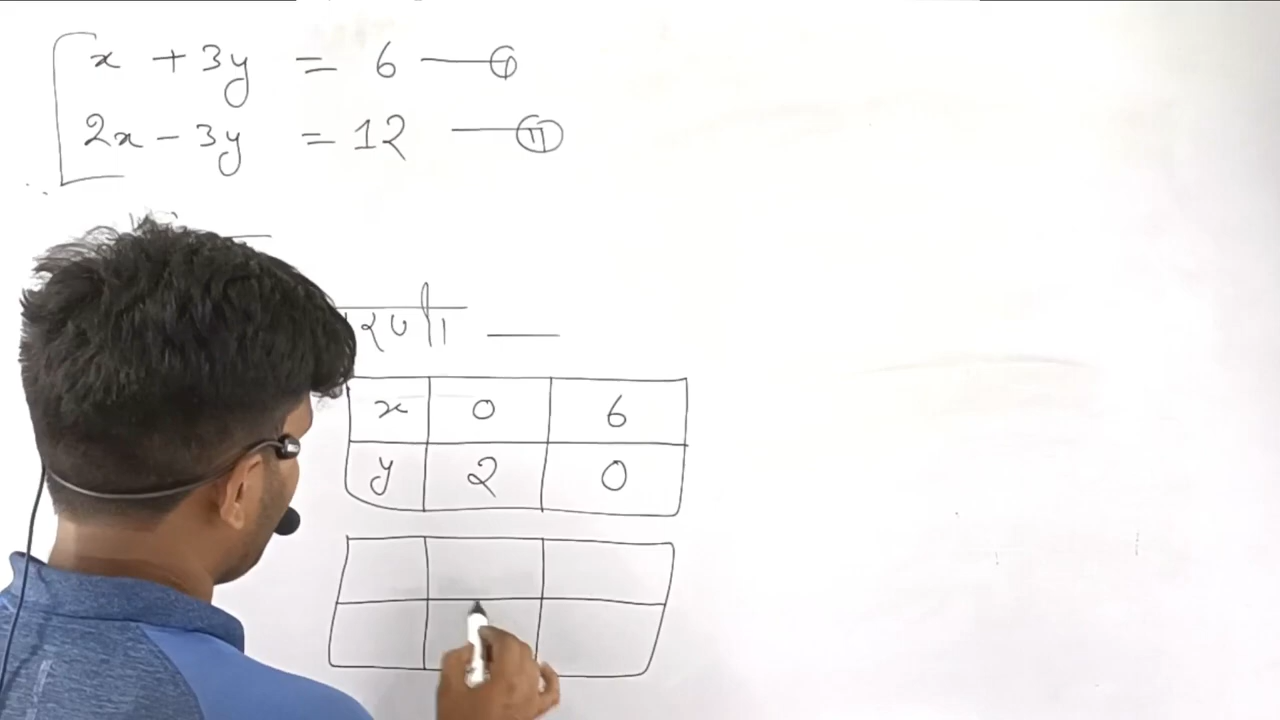 x + 3y = 6 — I
2x - 3y = 12 — II
x 0 6
y 2 0